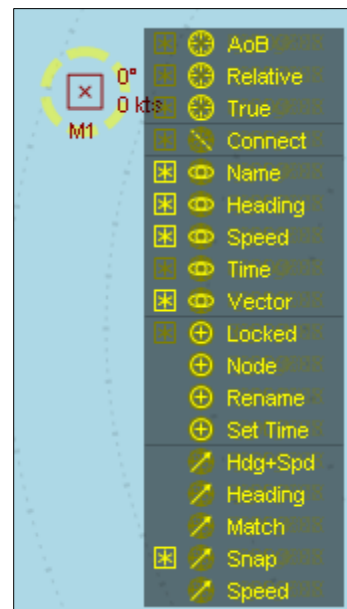 0°
0 kts
M1
AoB
Relative
True
Connect
Name
Heading
Speed
Time
Vector
Locked
Node
Rename
Set Time
Hdg+Spd
Heading
Match
Snap
Speed